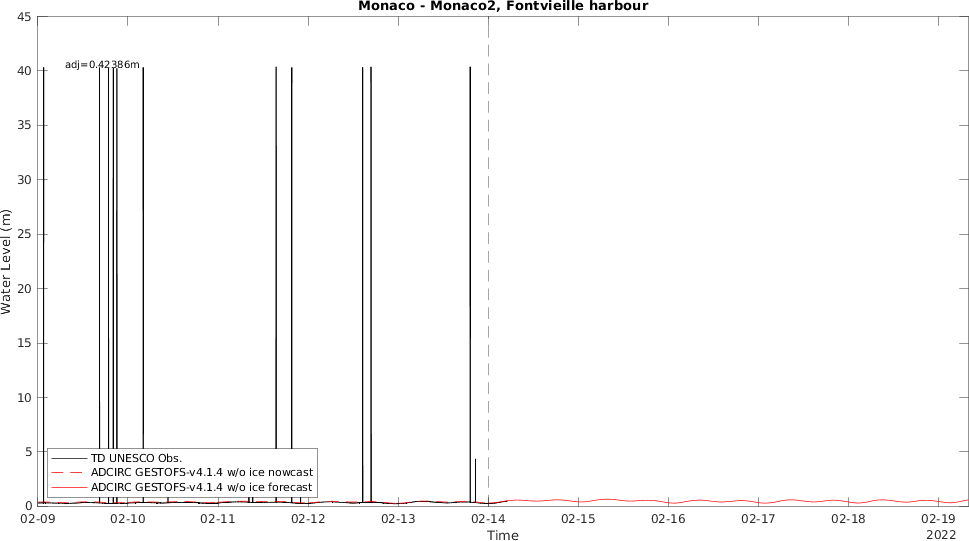 Monaco - Monaco2, Fontvieille harbour
45
40
35
30
25
20
15
10
5
0
Water Level (m)
adj=0.42386m
TD UNESCO Obs.
ADCIRC GESTOFS-v4.1.4 w/o ice nowcast
ADCIRC GESTOFS-v4.1.4 w/o ice forecast
02-09 02-10 02-11 02-12 02-13 02-14 02-15 02-16 02-17 02-18 02-19
2022
Time